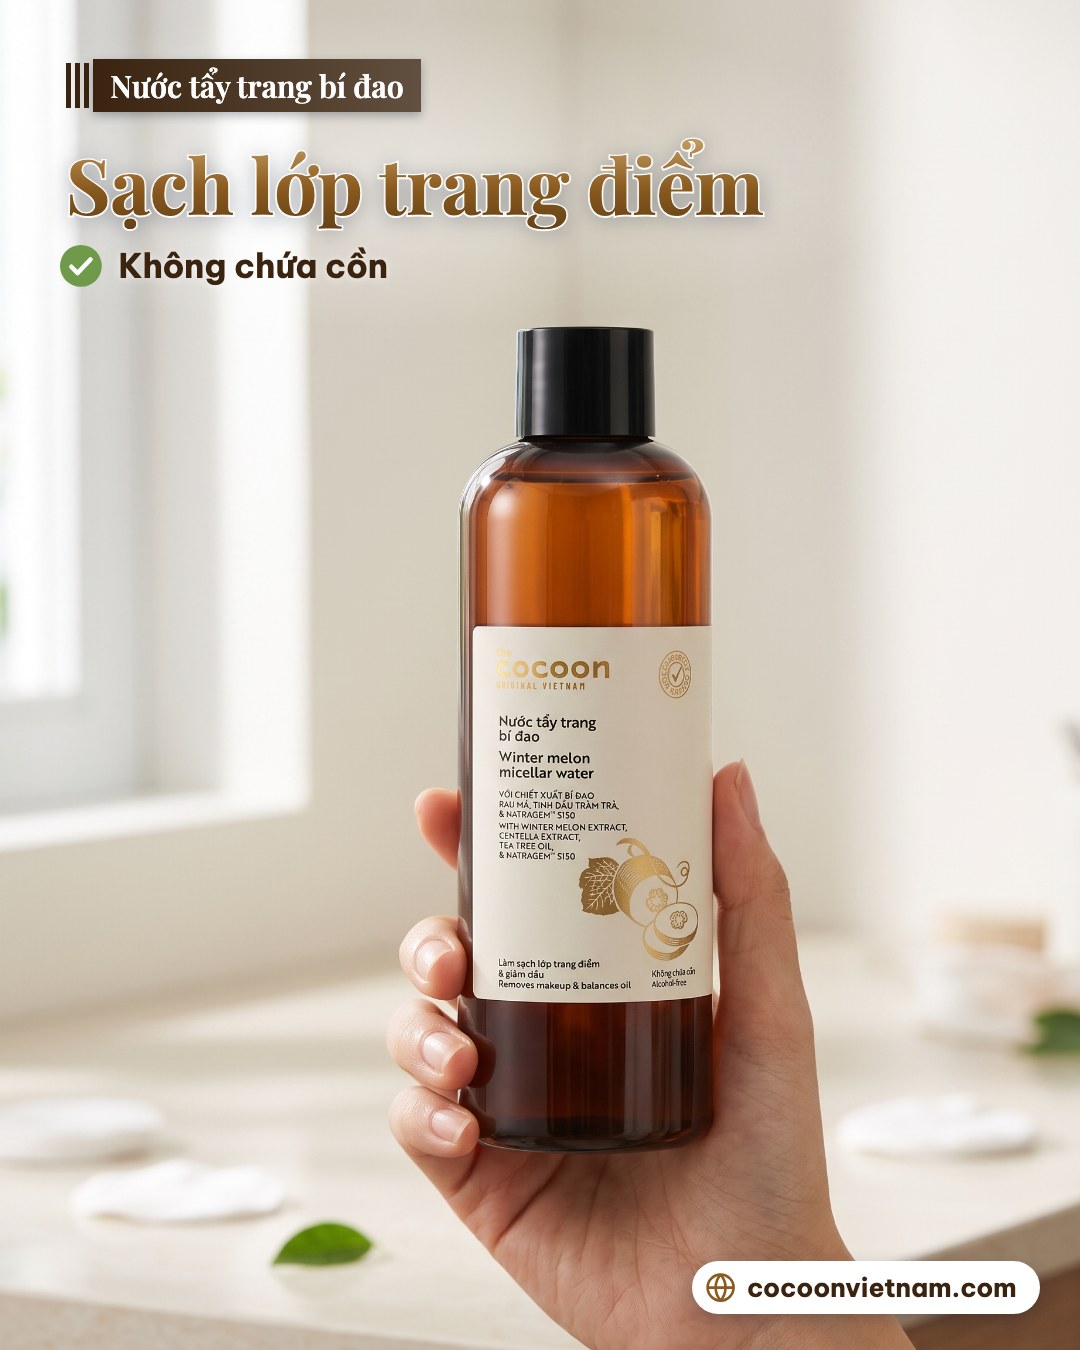 Nước tẩy trang bí đao
Sạch lớp trang điểm
Không chứa cồn
the
cocoon
ORIGINAL VIETNAM
Nước tẩy trang
bí đao
Winter melon
micellar water
VỚI CHIẾT XUẤT BÍ ĐAO
RAU MÁ, TINH DẦU TRÀM TRÀ,
& NATRAGEM™ S150
WITH WINTER MELON EXTRACT,
CENTELLA EXTRACT,
TEA TREE OIL,
& NATRAGEM™ S150
Làm sạch lớp trang điểm
& giảm dầu
Removes makeup & balances oil
Không chứa cồn
Alcohol-free
cocoonvietnam.com